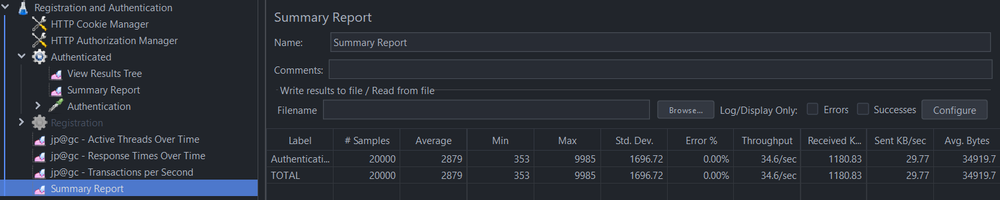 Registration and Authentication
HTTP Cookie Manager
HTTP Authorization Manager
Authenticated
View Results Tree
Summary Report
Authentication
Registration
jp@gc - Active Threads Over Time
jp@gc - Response Times Over Time
jp@gc - Transactions per Second
Summary Report
Summary Report
Name: Summary Report
Comments:
Write results to file / Read from file
Filename Browse... Log/Display Only: Errors Successes Configure
Label # Samples Average Min Max Std. Dev. Error % Throughput Received K... Sent KB/sec Avg. Bytes
Authenticati... 20000 2879 353 9985 1696.72 0.00% 34.6/sec 1180.83 29.77 34919.7
TOTAL 20000 2879 353 9985 1696.72 0.00% 34.6/sec 1180.83 29.77 34919.7